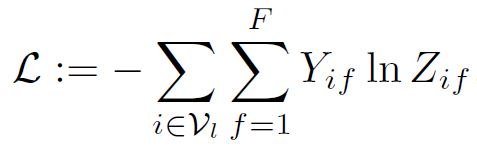 $\mathcal{L} := -\sum_{i \in \mathcal{V}_l} \sum_{f=1}^{F} Y_{if} \ln Z_{if}$